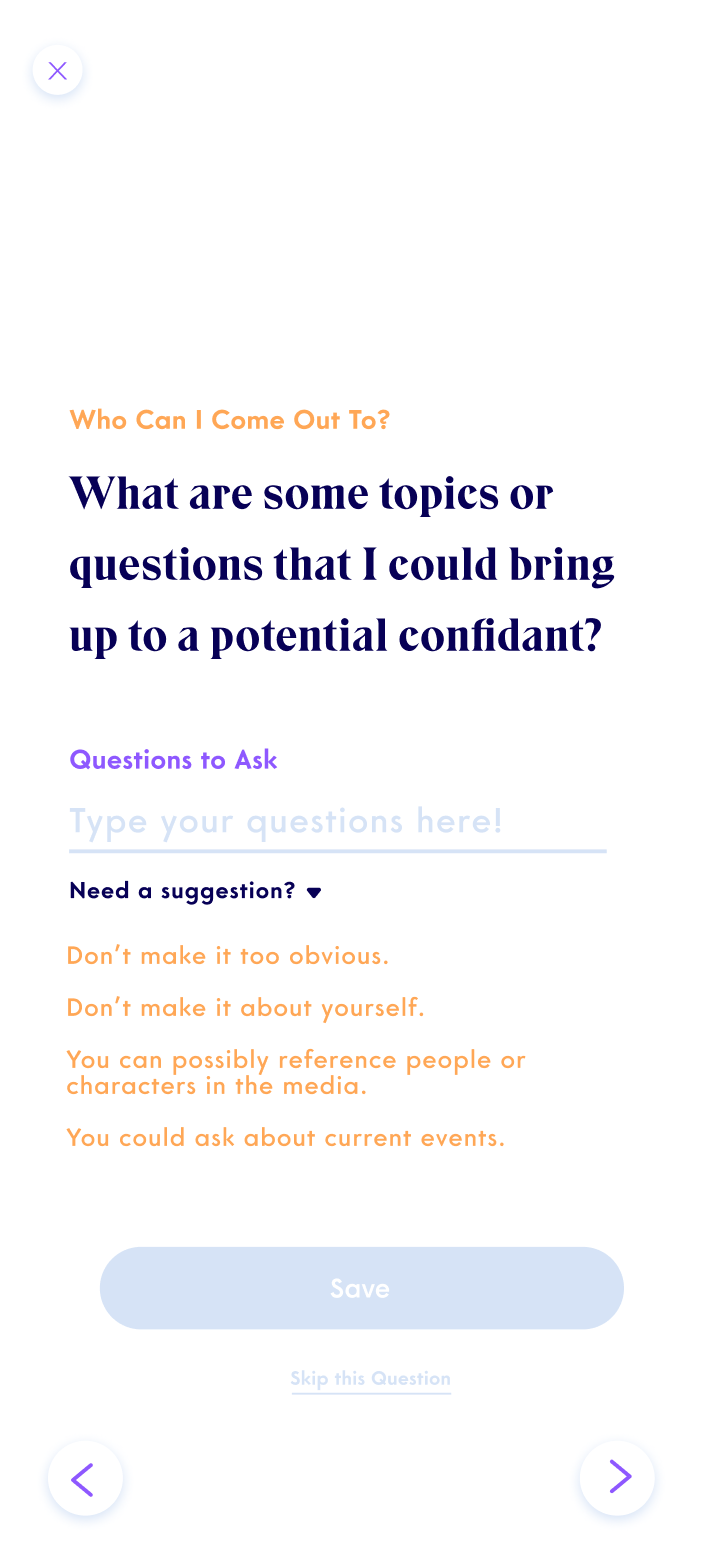 Who Can I Come Out To?
What are some topics or
questions that I could bring
up to a potential confidant?
Questions to Ask
Type your questions here!
Need a suggestion?
Don’t make it too obvious.
Don’t make it about yourself.
You can possibly reference people or
characters in the media.
You could ask about current events.
Save
Skip this Question